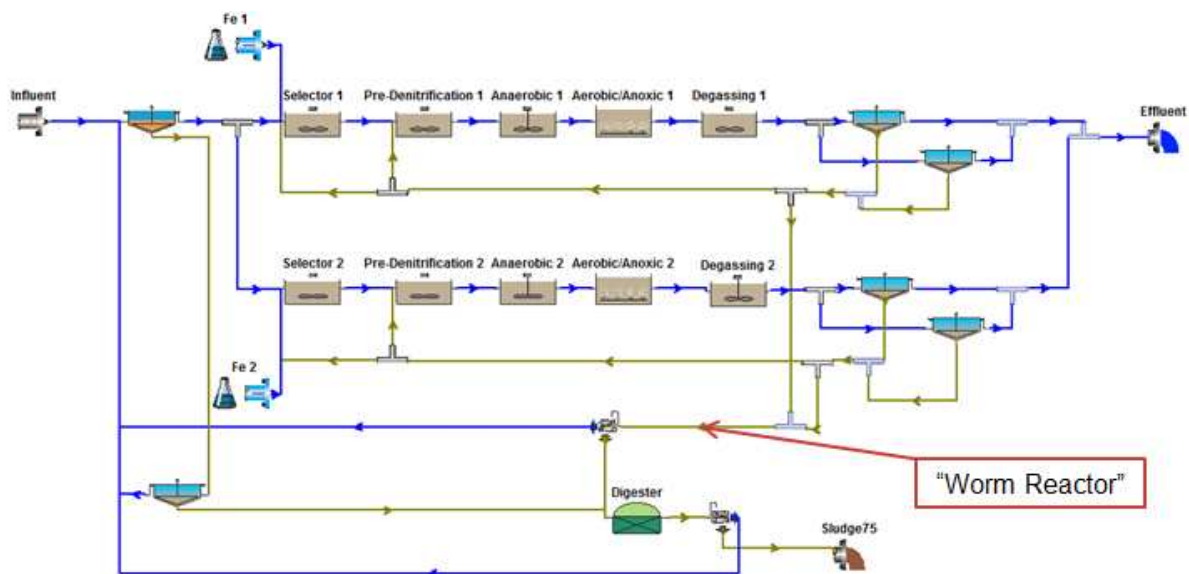 Fe 1
Influent
Selector 1
Pre-Denitrification 1
Anaerobic 1
Aerobic/Anoxic 1
Degassing 1
Effluent
Selector 2
Pre-Denitrification 2
Anaerobic 2
Aerobic/Anoxic 2
Degassing 2
Fe 2
“Worm Reactor”
Digester
Sludge75